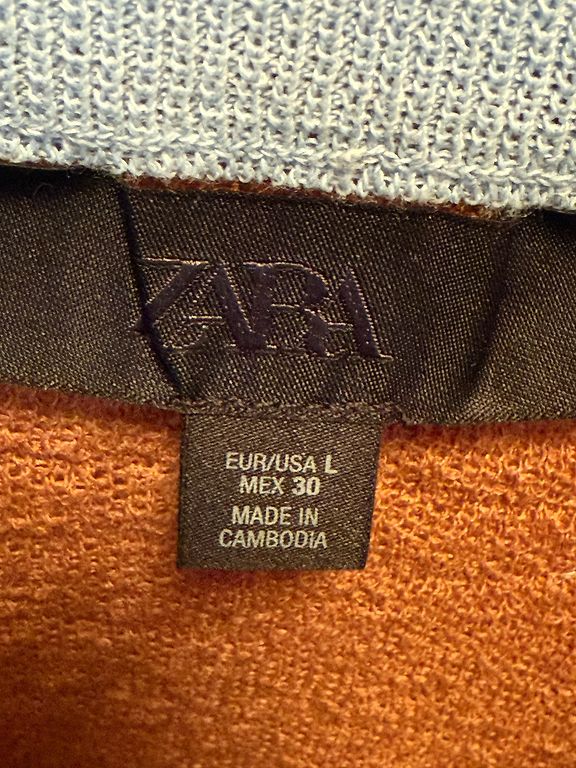 ZARA
EUR/USA L
MEX 30
MADE IN
CAMBODIA